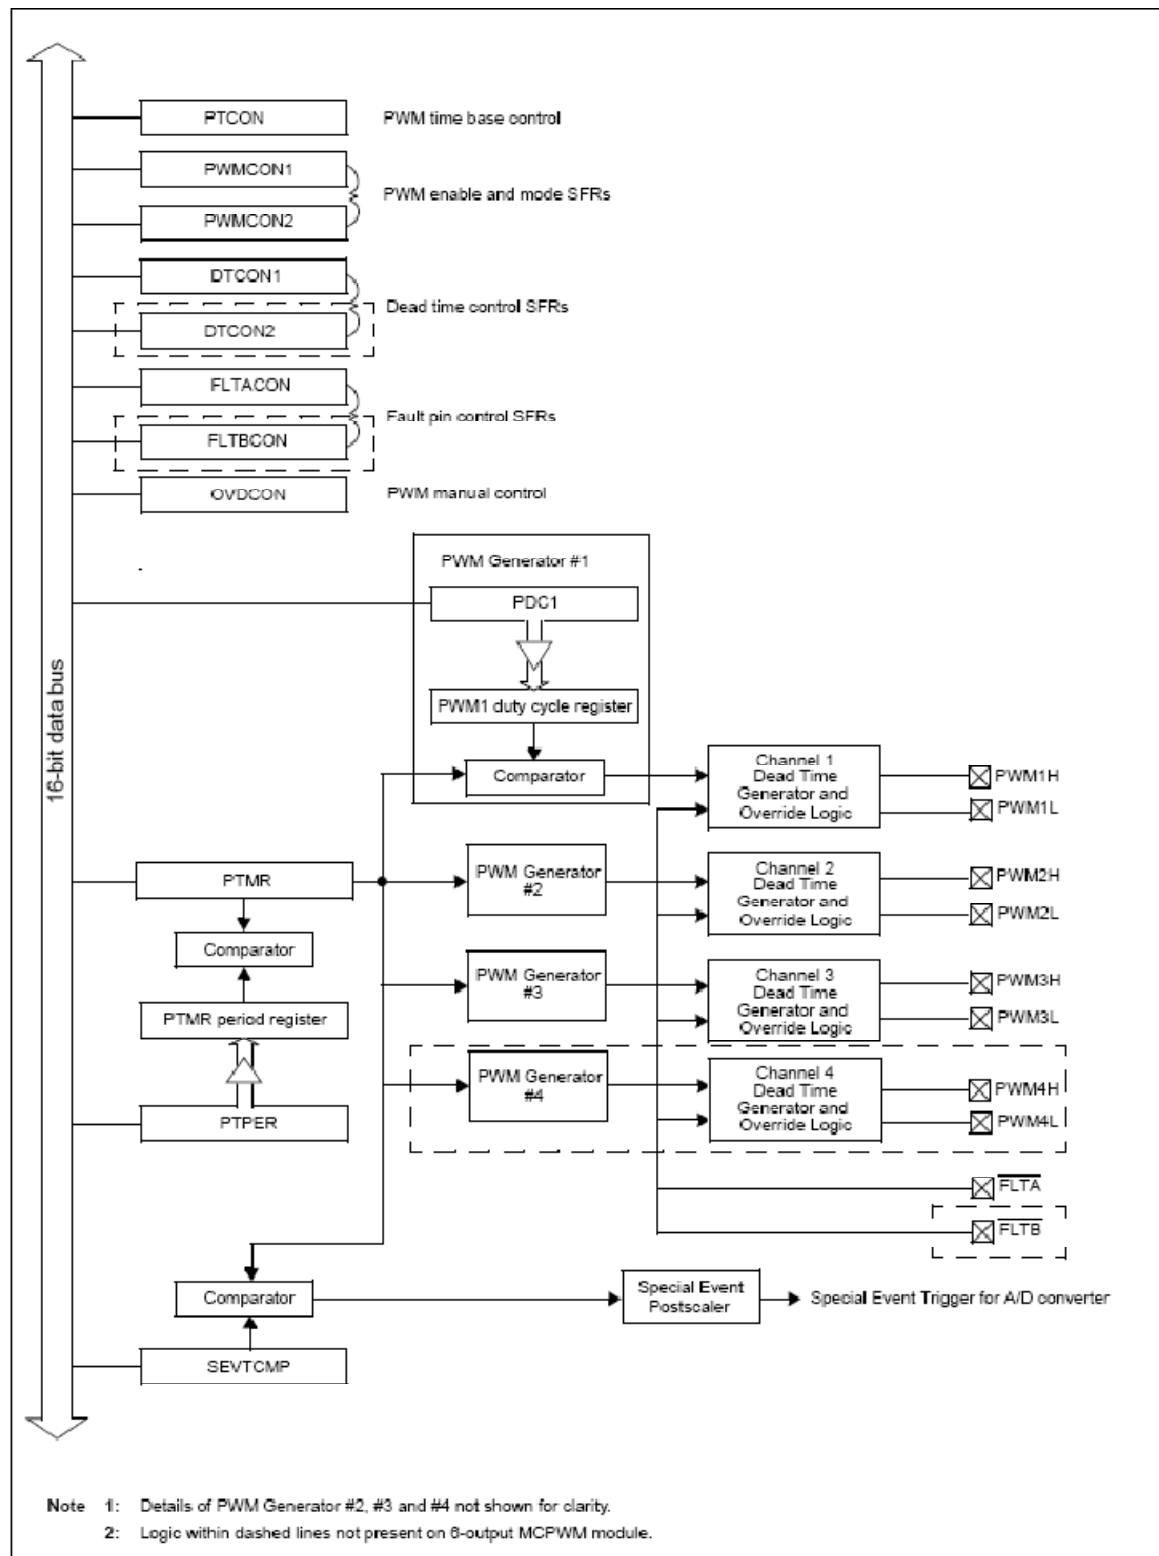 PTCON
PWM time base control
PWMCON1
PWM enable and mode SFRs
PWMCON2
DTCON1
Dead time control SFRs
DTCON2
FLTACON
Fault pin control SFRs
FLTBCON
OVDCON
PWM manual control
PWM Generator #1
PDC1
PWM1 duty cycle register
Comparator
16-bit data bus
Channel 1
Dead Time
Generator and
Override Logic
PWM1H
PWM1L
PTMR
PWM Generator
#2
Channel 2
Dead Time
Generator and
Override Logic
PWM2H
PWM2L
Comparator
PTMR period register
PWM Generator
#3
Channel 3
Dead Time
Generator and
Override Logic
PWM3H
PWM3L
PTPER
PWM Generator
#4
Channel 4
Dead Time
Generator and
Override Logic
PWM4H
PWM4L
FLTA
FLTB
Comparator
Special Event
Postscaler
Special Event Trigger for A/D converter
SEVTCMP
Note 1: Details of PWM Generator #2, #3 and #4 not shown for clarity.
2: Logic within dashed lines not present on 6-output MCPWM module.